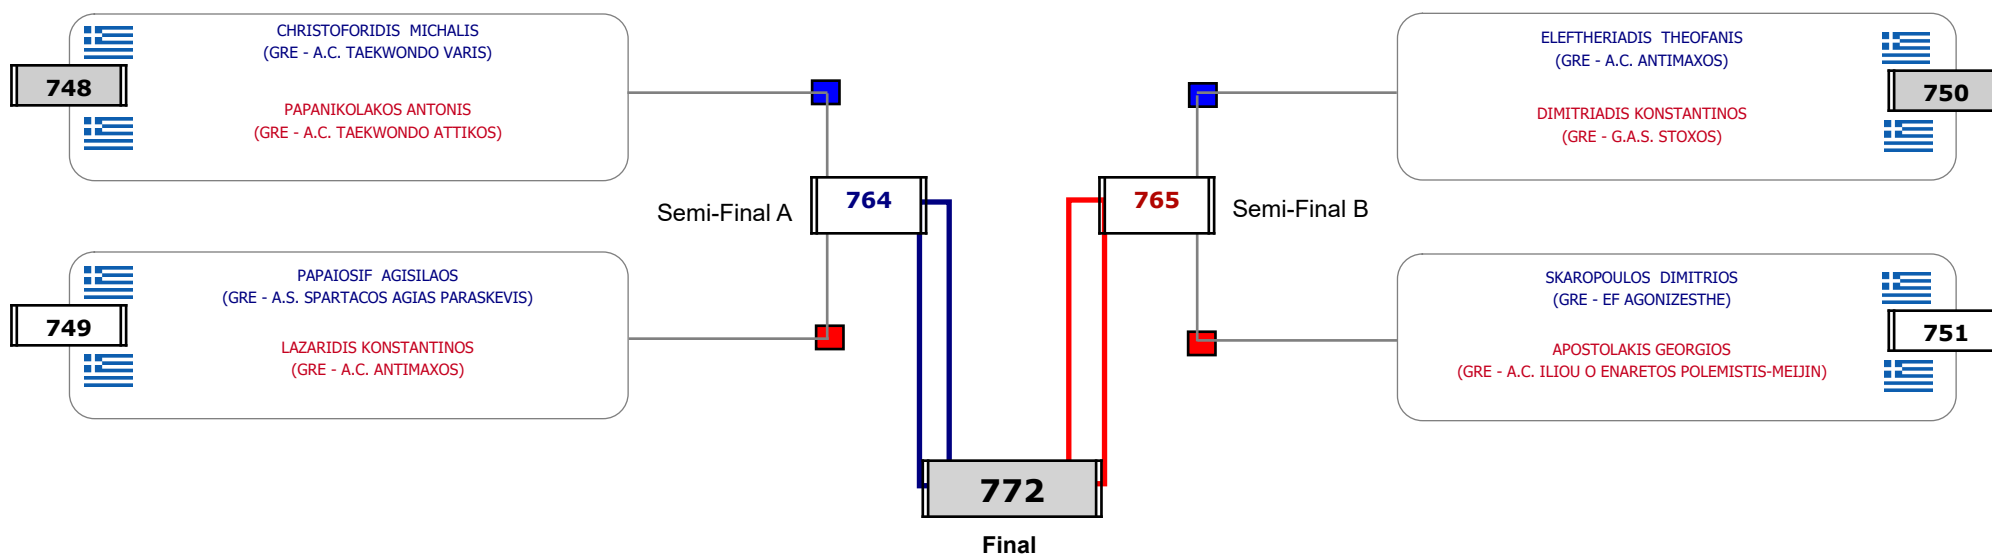 CHRISTOFORIDIS MICHALIS
(GRE - A.C. TAEKWONDO VARIS)
748
PAPANIKOLAKOS ANTONIS
(GRE - A.C. TAEKWONDO ATTIKOS)
ELEFTHERIADIS THEOFANIS
(GRE - A.C. ANTIMAXOS)
750
DIMITRIADIS KONSTANTINOS
(GRE - G.A.S. STOXOS)
Semi-Final A
764
765
Semi-Final B
PAPAIOSIF AGISILAOS
(GRE - A.S. SPARTACOS AGIAS PARASKEVIS)
749
LAZARIDIS KONSTANTINOS
(GRE - A.C. ANTIMAXOS)
SKAROPOULOS DIMITRIOS
(GRE - EF AGONIZESTHE)
751
APOSTOLAKIS GEORGIOS
(GRE - A.C. ILIOU O ENARETOS POLEMISTIS-MEIJIN)
772
Final